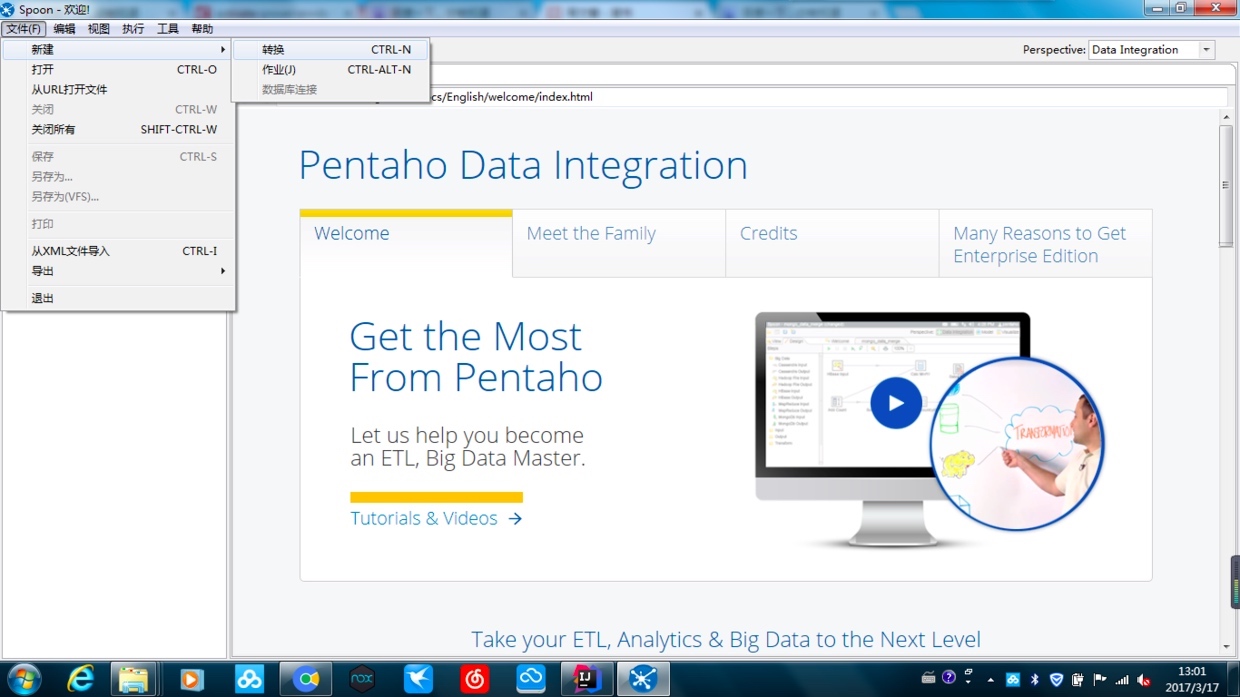 Spoon - 欢迎!
文件(F) 编辑 视图 执行 工具 帮助
新建
打开 CTRL-O
从URL打开文件
关闭 CTRL-W
关闭所有 SHIFT-CTRL-W
保存 CTRL-S
另存为...
另存为(VFS)...
打印
从XML文件导入 CTRL-I
导出
退出
转换 CTRL-N
作业(J) CTRL-ALT-N
数据库连接
Perspective: Data Integration
cs/English/welcome/index.html
Pentaho Data Integration
Welcome
Meet the Family
Credits
Many Reasons to Get
Enterprise Edition
Get the Most
From Pentaho
Let us help you become
an ETL, Big Data Master.
Tutorials & Videos
TRANSFORMATION
Take your ETL, Analytics & Big Data to the Next Level
nox
IJ
13:01
2017/3/17